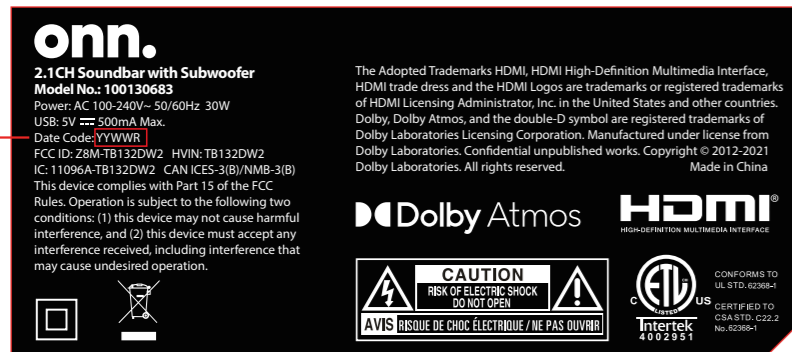 onn.
2.1CH Soundbar with Subwoofer
Model No.: 100130683
Power: AC 100-240V~ 50/60Hz 30W
USB: 5V ⎓ 500mA Max.
Date Code: YYWWR
FCC ID: Z8M-TB132DW2 HVIN: TB132DW2
IC: 11096A-TB132DW2 CAN ICES-3(B)/NMB-3(B)
This device complies with Part 15 of the FCC
Rules. Operation is subject to the following two
conditions: (1) this device may not cause harmful
interference, and (2) this device must accept any
interference received, including interference that
may cause undesired operation.
The Adopted Trademarks HDMI, HDMI High-Definition Multimedia Interface,
HDMI trade dress and the HDMI Logos are trademarks or registered trademarks
of HDMI Licensing Administrator, Inc. in the United States and other countries.
Dolby, Dolby Atmos, and the double-D symbol are registered trademarks of
Dolby Laboratories Licensing Corporation. Manufactured under license from
Dolby Laboratories. Confidential unpublished works. Copyright © 2012-2021
Dolby Laboratories. All rights reserved. Made in China
Dolby Atmos
HDMI®
HIGH-DEFINITION MULTIMEDIA INTERFACE
CAUTION
RISK OF ELECTRIC SHOCK
DO NOT OPEN
AVIS RISQUE DE CHOC ÉLECTRIQUE / NE PAS OUVRIR
C ETL US
LISTED
Intertek
4002951
CONFORMS TO
UL STD. 62368-1
CERTIFIED TO
CSA STD. C22.2
No. 62368-1